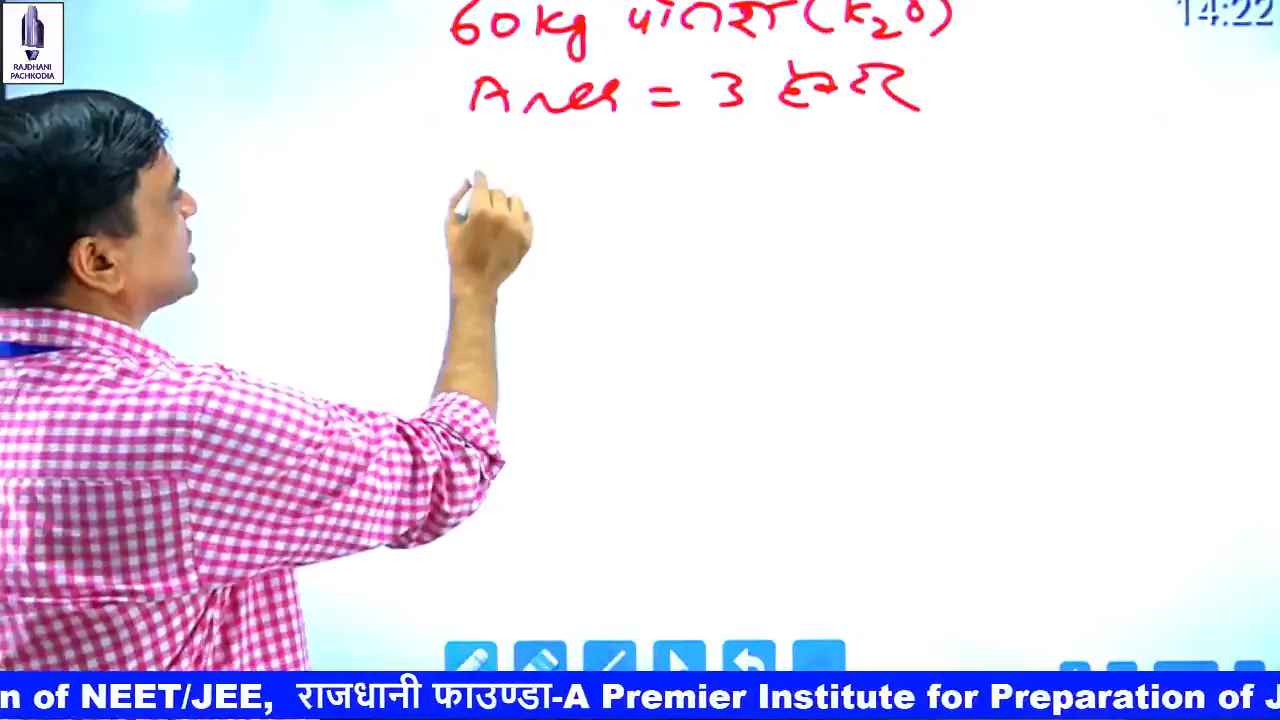 RAJDHANI
PACHKODIA
14:22
60kg पोटाश (K₂O)
Area = 3 हेक्टर
n of NEET/JEE, राजधानी फाउण्डा-A Premier Institute for Preparation of J